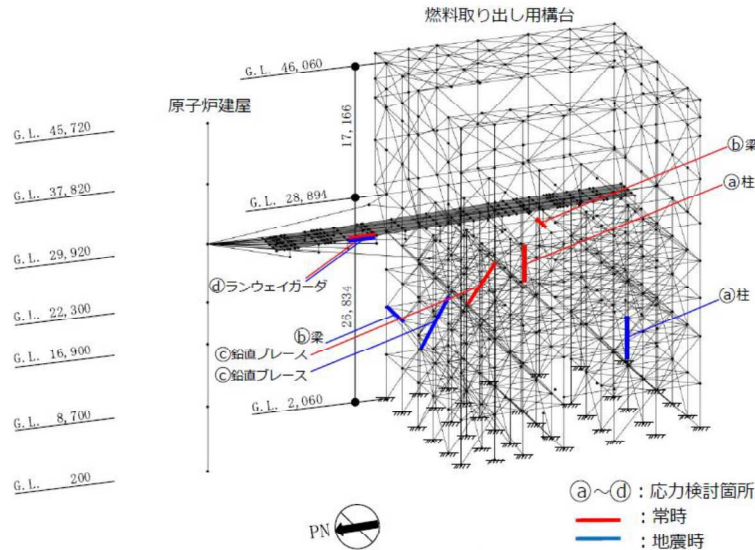 燃料取り出し用構台
G.L. 46,060
原子炉建屋
G.L. 45,720
17,166
ⓑ梁
ⓐ柱
G.L. 37,820
G.L. 28,894
G.L. 29,920
ⓓランウェイガーダ
26,834
G.L. 22,300
ⓐ柱
ⓑ梁
G.L. 16,900
ⓒ鉛直ブレース
ⓒ鉛直ブレース
G.L. 2,060
G.L. 8,700
G.L. 200
ⓐ～ⓓ：応力検討箇所
：常時
：地震時
PN